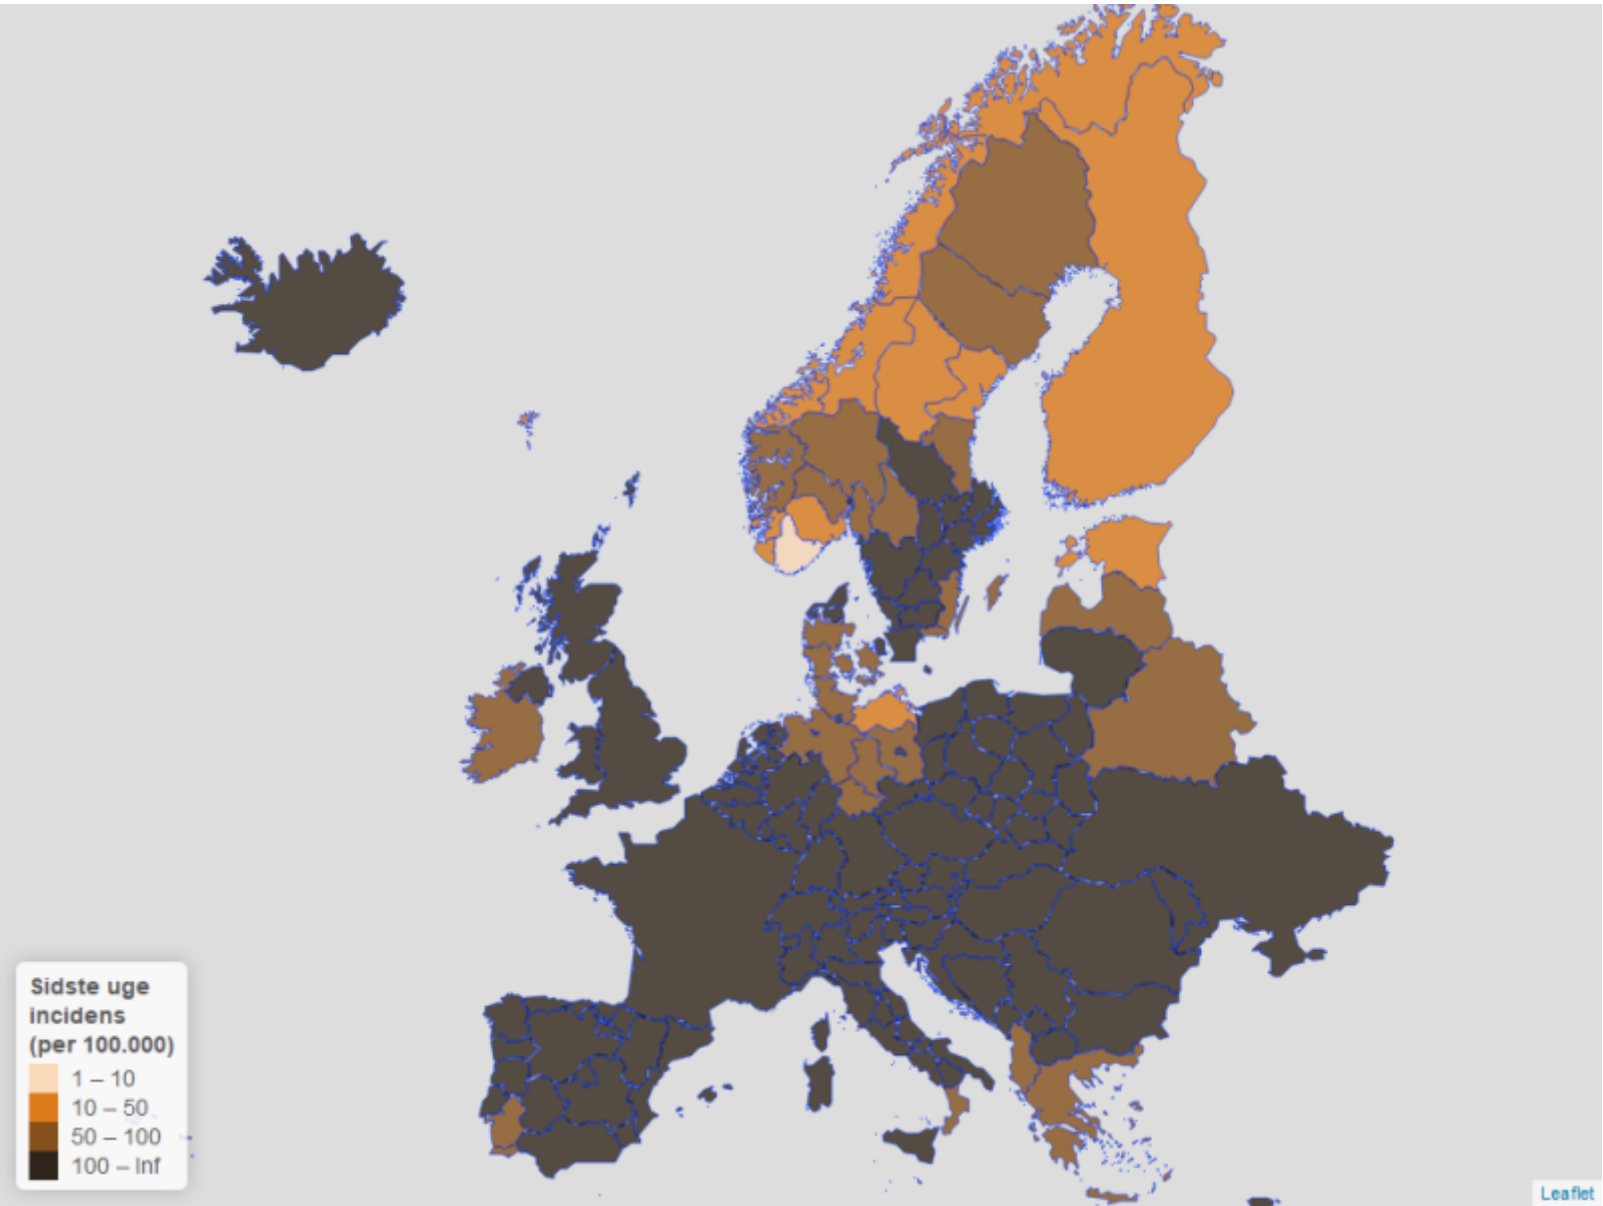 Sidste uge
incidens
(per 100.000)
1 – 10
10 – 50
50 – 100
100 – Inf
Leaflet